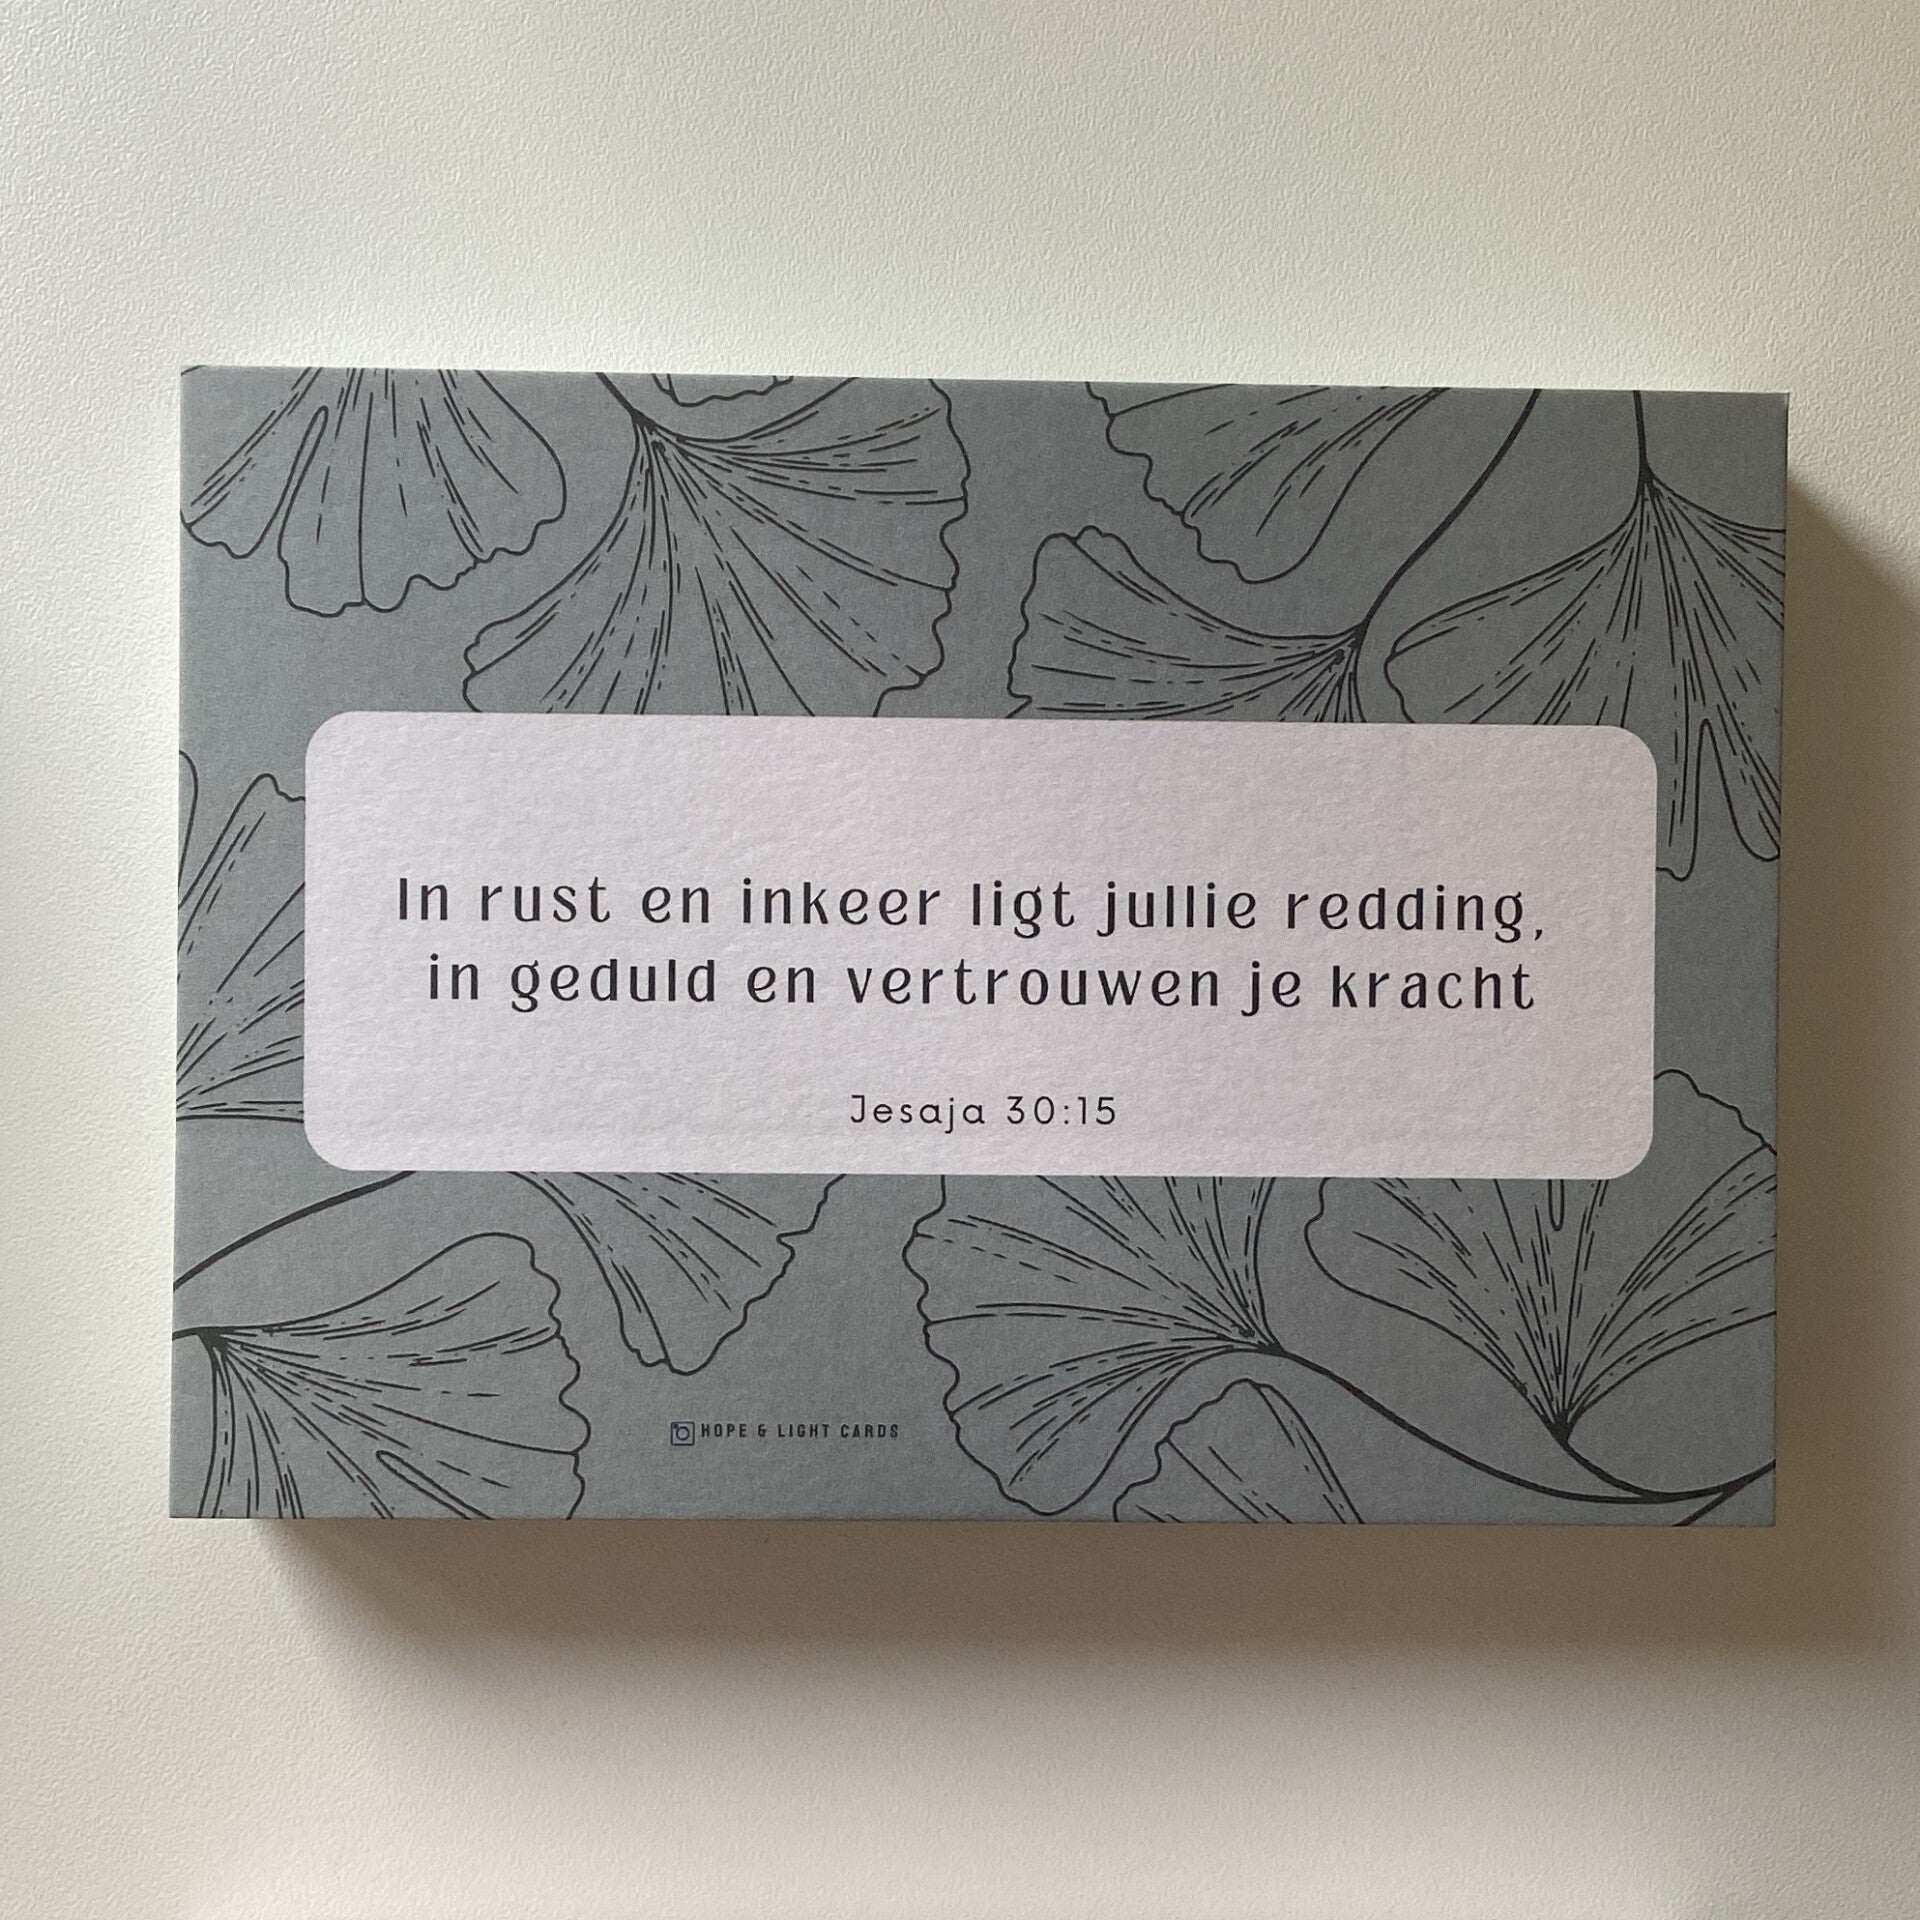 In rust en inkeer ligt jullie redding,
in geduld en vertrouwen je kracht
Jesaja 30:15
HOPE & LIGHT CARDS